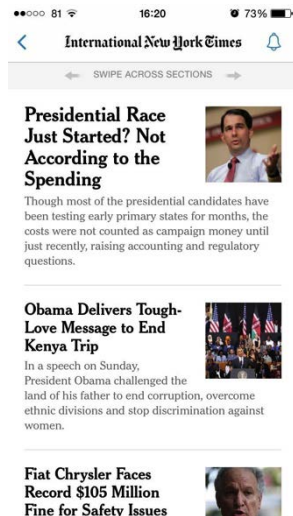 81 16:20 73%
International New York Times
SWIPE ACROSS SECTIONS
Presidential Race
Just Started? Not
According to the
Spending
Though most of the presidential candidates have
been testing early primary states for months, the
costs were not counted as campaign money until
just recently, raising accounting and regulatory
questions.
Obama Delivers Tough-
Love Message to End
Kenya Trip
In a speech on Sunday,
President Obama challenged the
land of his father to end corruption, overcome
ethnic divisions and stop discrimination against
women.
Fiat Chrysler Faces
Record $105 Million
Fine for Safety Issues